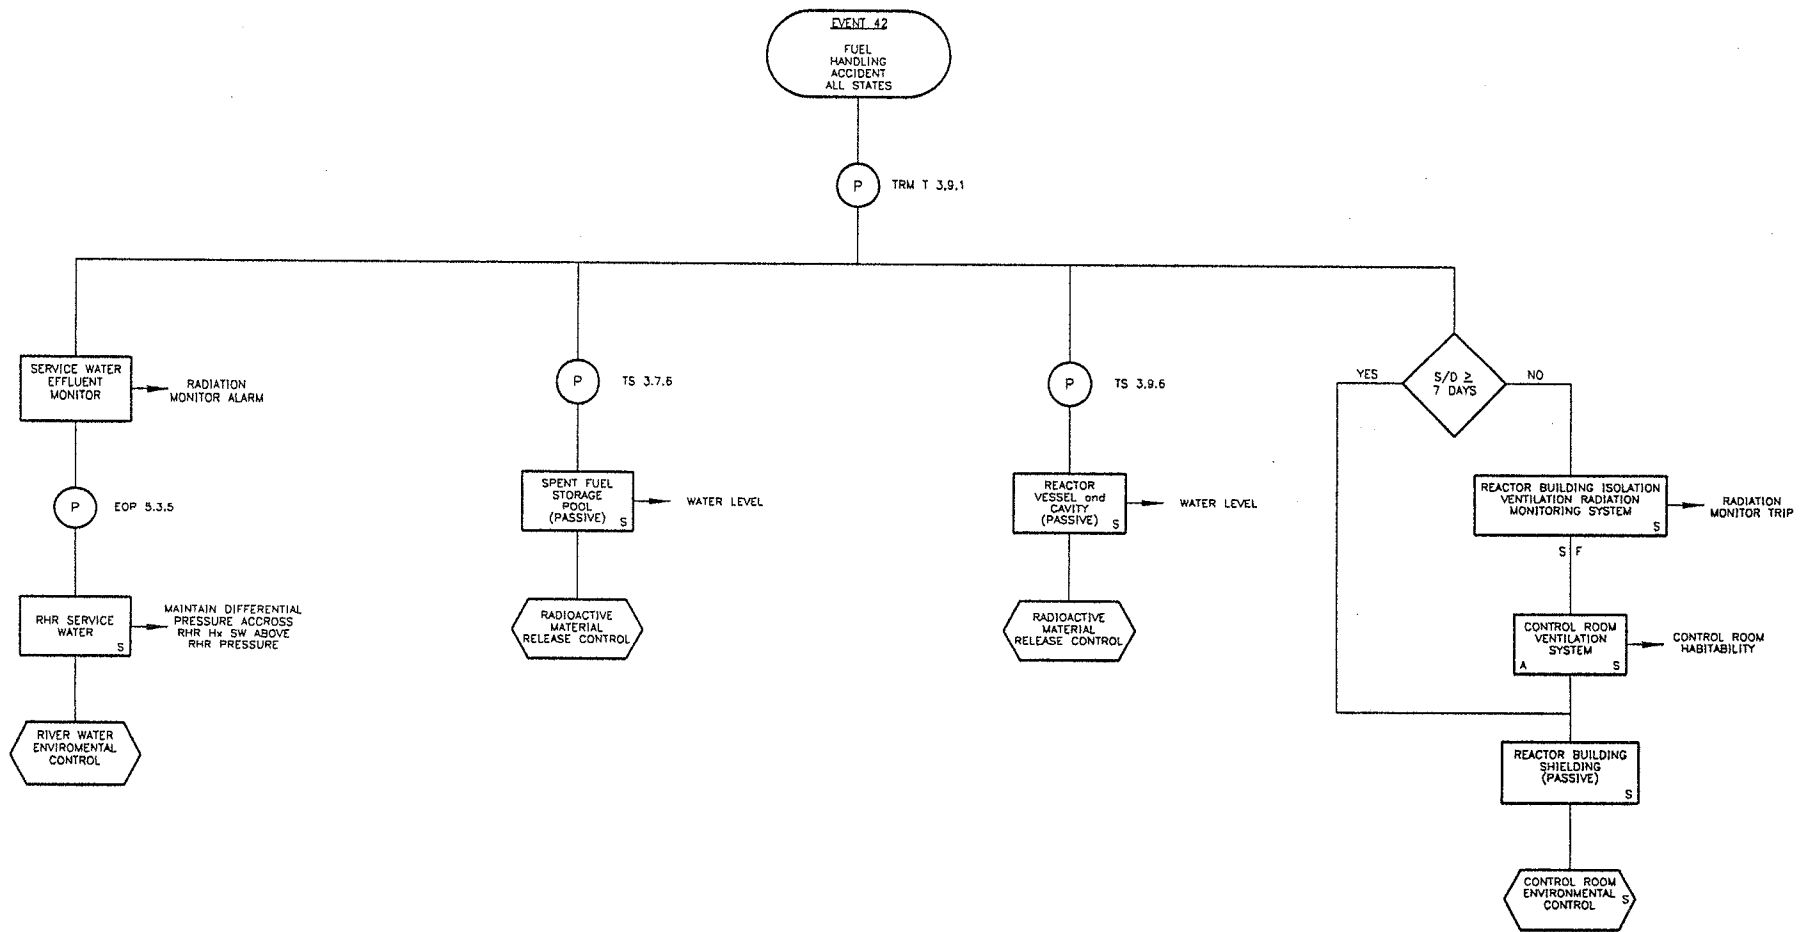 EVENT 42
FUEL
HANDLING
ACCIDENT
ALL STATES
P
TRM T 3.9.1
SERVICE WATER
EFFLUENT
MONITOR
RADIATION
MONITOR ALARM
P
EOP 5.3.5
RHR SERVICE
WATER
S
MAINTAIN DIFFERENTIAL
PRESSURE ACCROSS
RHR Hx SW ABOVE
RHR PRESSURE
RIVER WATER
ENVIROMENTAL
CONTROL
P
TS 3.7.6
SPENT FUEL
STORAGE
POOL
(PASSIVE)
S
WATER LEVEL
RADIOACTIVE
MATERIAL
RELEASE CONTROL
P
TS 3.9.6
REACTOR
VESSEL and
CAVITY
(PASSIVE)
S
WATER LEVEL
RADIOACTIVE
MATERIAL
RELEASE CONTROL
YES
S/D ≥
7 DAYS
NO
REACTOR BUILDING ISOLATION
VENTILATION RADIATION
MONITORING SYSTEM
S
RADIATION
MONITOR TRIP
S F
CONTROL ROOM
VENTILATION
SYSTEM
A S
CONTROL ROOM
HABITABILITY
REACTOR BUILDING
SHIELDING
(PASSIVE)
S
CONTROL ROOM
ENVIRONMENTAL
CONTROL
S